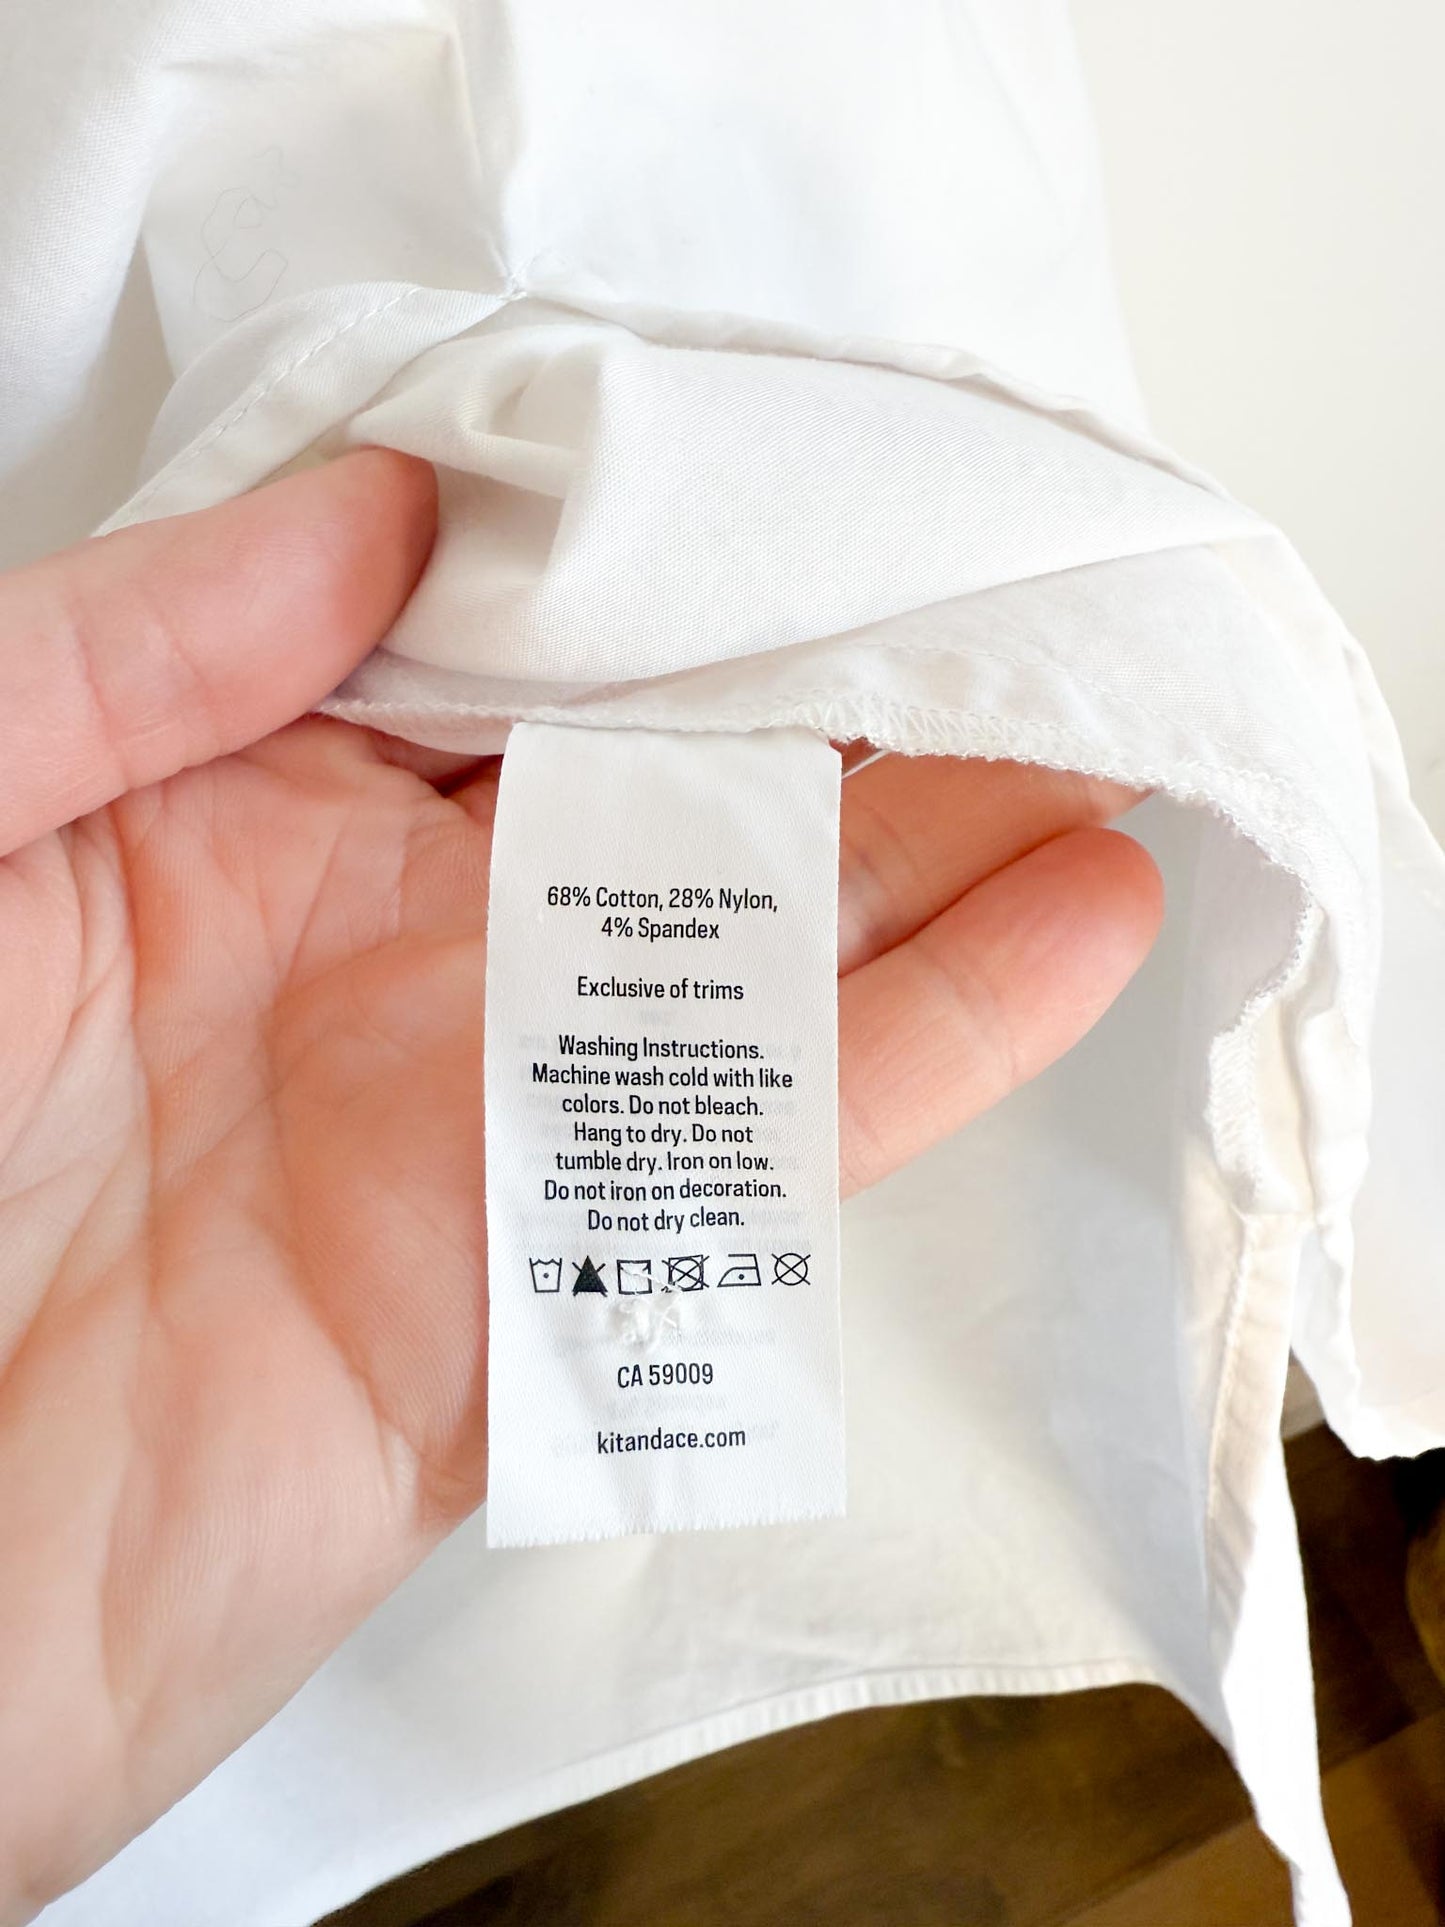 68% Cotton, 28% Nylon,
4% Spandex
Exclusive of trims
Washing Instructions.
Machine wash cold with like
colors. Do not bleach.
Hang to dry. Do not
tumble dry. Iron on low.
Do not iron on decoration.
Do not dry clean.
CA 59009
kitandace.com